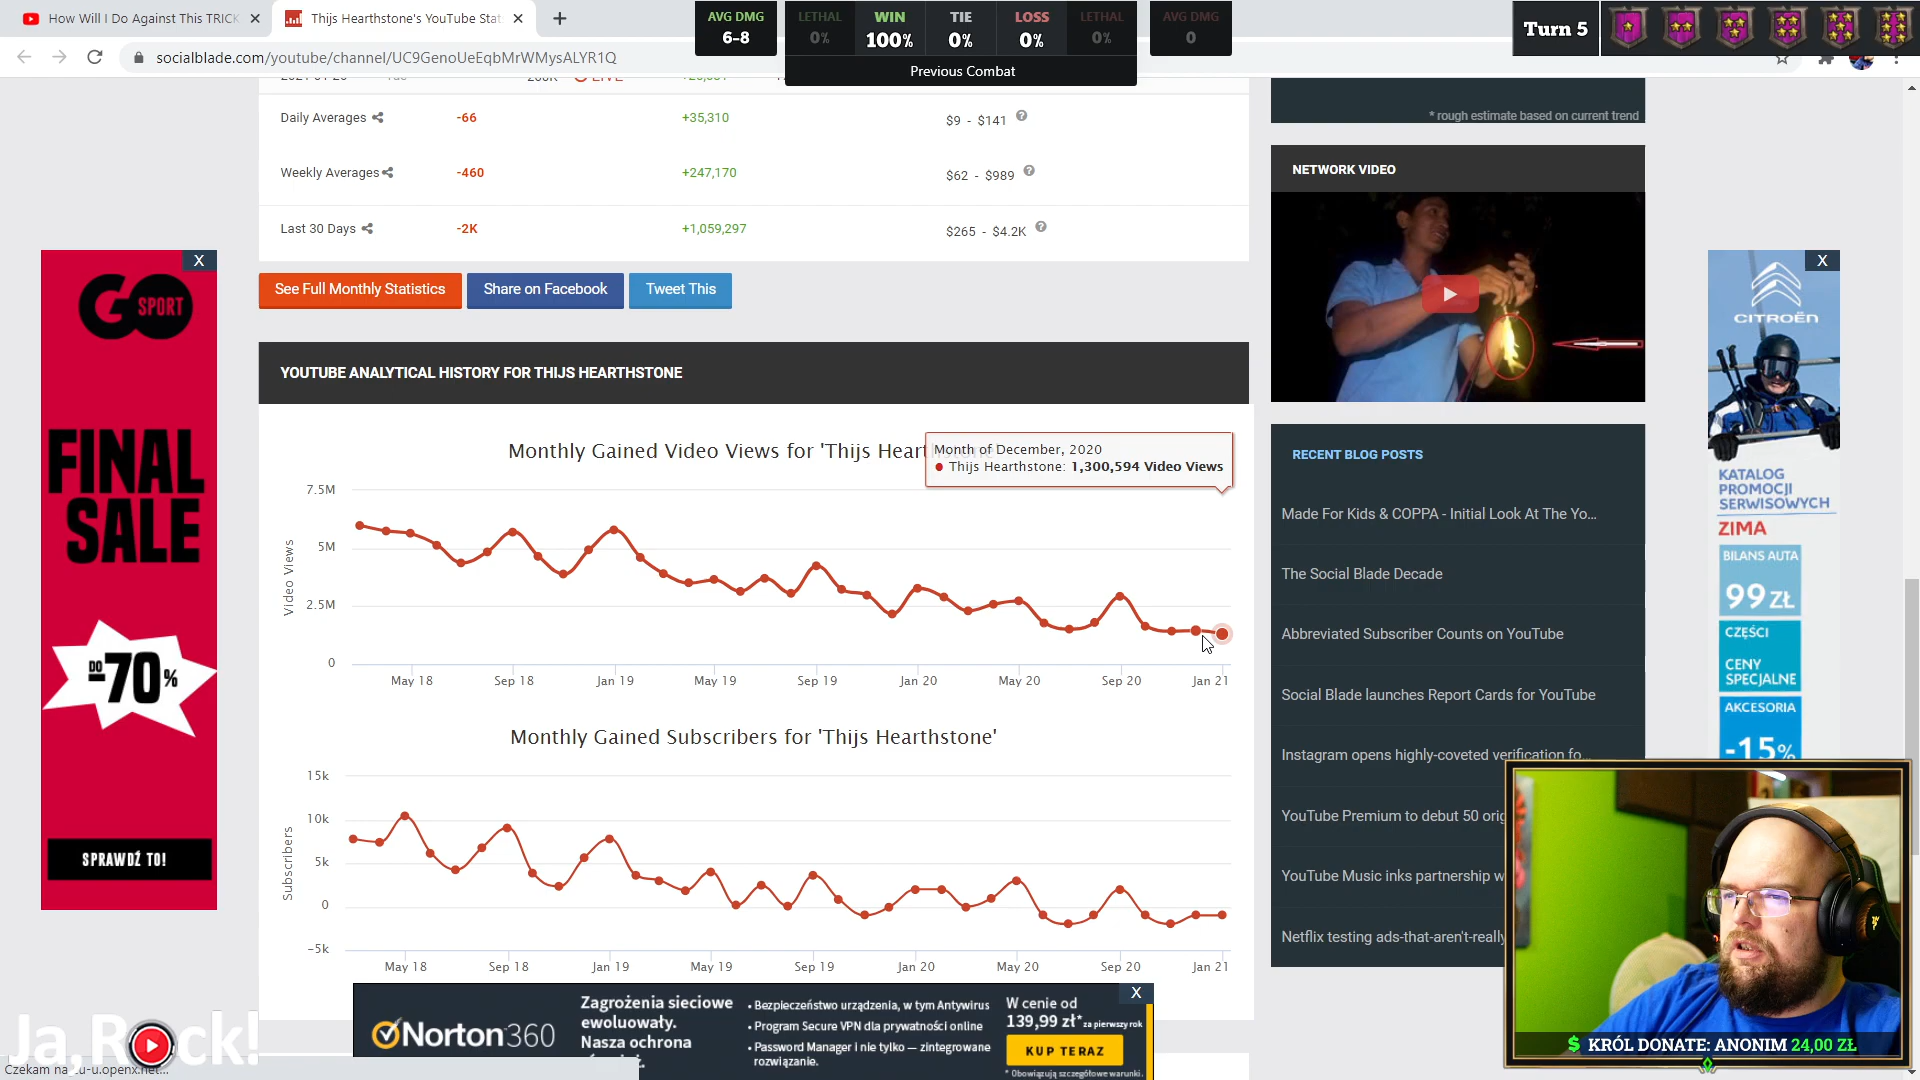 How Will I Do Against This TRICK
Thijs Hearthstone's YouTube Stat
socialblade.com/youtube/channel/UC9GenoUeEqbMrWMysALYR1Q
AVG DMG
6-8
LETHAL
0%
WIN
100%
TIE
0%
LOSS
0%
LETHAL
0%
AVG DMG
0
Previous Combat
Turn 5
LIVE
Daily Averages
-66
+35,310
$9 - $141
Weekly Averages
-460
+247,170
$62 - $989
Last 30 Days
-2K
+1,059,297
$265 - $4.2K
See Full Monthly Statistics
Share on Facebook
Tweet This
YOUTUBE ANALYTICAL HISTORY FOR THIJS HEARTHSTONE
Monthly Gained Video Views for 'Thijs Hearthstone'
Month of December, 2020
Thijs Hearthstone: 1,300,594 Video Views
Video Views
7.5M
5M
2.5M
0
May 18
Sep 18
Jan 19
May 19
Sep 19
Jan 20
May 20
Sep 20
Jan 21
Monthly Gained Subscribers for 'Thijs Hearthstone'
Subscribers
15k
10k
5k
0
-5k
May 18
Sep 18
Jan 19
May 19
Sep 19
Jan 20
May 20
Sep 20
Jan 21
* rough estimate based on current trend
NETWORK VIDEO
RECENT BLOG POSTS
Made For Kids & COPPA - Initial Look At The Yo...
The Social Blade Decade
Abbreviated Subscriber Counts on YouTube
Social Blade launches Report Cards for YouTube
Instagram opens highly-coveted verification fo...
YouTube Premium to debut 50 orig
YouTube Music inks partnership w
Netflix testing ads-that-aren't-really
X
GO SPORT
FINAL
SALE
DO
-70%
SPRAWDŹ TO!
X
CITROËN
KATALOG
PROMOCJI
SERWISOWYCH
ZIMA
BILANS AUTA
99 ZŁ
CZĘŚCI
CENY
SPECJALNE
AKCESORIA
-15%
X
Norton 360
Zagrożenia sieciowe
ewoluowały.
Nasza ochrona
• Bezpieczeństwo urządzenia, w tym Antywirus
• Program Secure VPN dla prywatności online
• Password Manager i nie tylko — zintegrowane
rozwiązanie.
W cenie od
139,99 zł* za pierwszy rok
KUP TERAZ
* Obowiązują szczegółowe warunki.
Ja, Rock!
$ KRÓL DONATE: ANONIM 24,00 ZŁ